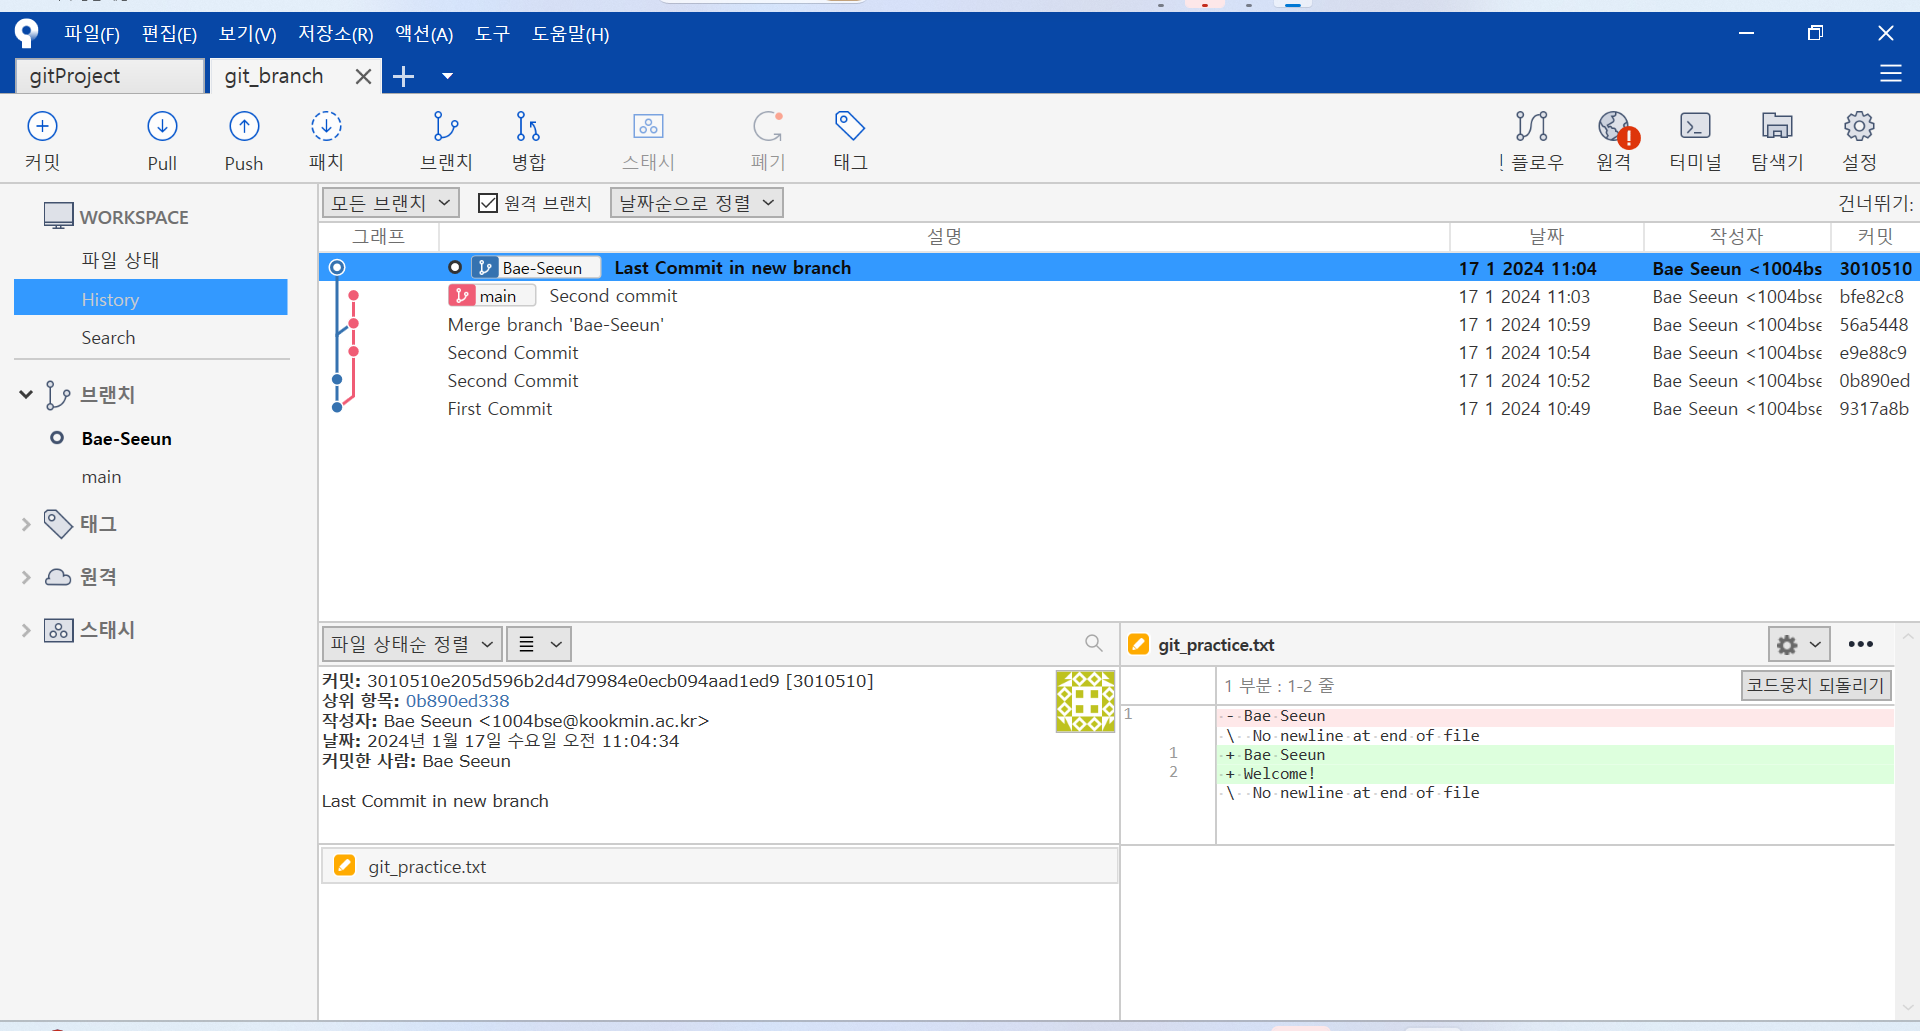 파일(F) 편집(E) 보기(V) 저장소(R) 액션(A) 도구 도움말(H)
gitProject git_branch
커밋 Pull Push 패치 브랜치 병합 스태시 폐기 태그 플로우 원격 터미널 탐색기 설정
WORKSPACE
파일 상태
History
Search
브랜치
Bae-Seeun
main
태그
원격
스태시
모든 브랜치 원격 브랜치 날짜순으로 정렬 건너뛰기:
그래프 설명 날짜 작성자 커밋
Bae-Seeun Last Commit in new branch 17 1 2024 11:04 Bae Seeun <1004bs 3010510
main Second commit 17 1 2024 11:03 Bae Seeun <1004bse bfe82c8
Merge branch 'Bae-Seeun' 17 1 2024 10:59 Bae Seeun <1004bse 56a5448
Second Commit 17 1 2024 10:54 Bae Seeun <1004bse e9e88c9
Second Commit 17 1 2024 10:52 Bae Seeun <1004bse 0b890ed
First Commit 17 1 2024 10:49 Bae Seeun <1004bse 9317a8b
파일 상태순 정렬
커밋: 3010510e205d596b2d4d79984e0ecb094aad1ed9 [3010510]
상위 항목: 0b890ed338
작성자: Bae Seeun <1004bse@kookmin.ac.kr>
날짜: 2024년 1월 17일 수요일 오전 11:04:34
커밋한 사람: Bae Seeun
Last Commit in new branch
git_practice.txt
git_practice.txt
1 부분 : 1-2 줄 코드뭉치 되돌리기
1 - Bae Seeun
\ No newline at end of file
1 + Bae Seeun
2 + Welcome!
\ No newline at end of file